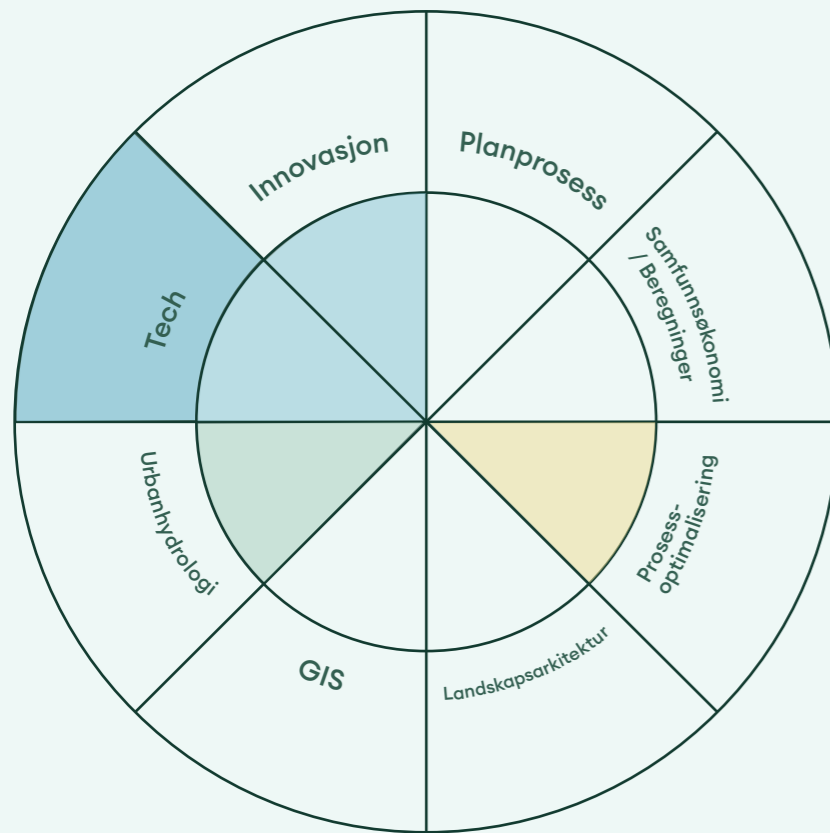 Innovasjon
Planprosess
Samfunnsøkonomi
/ Beregninger
Prosess-
optimalisering
Landskapsarkitektur
GIS
Urbanhydrologi
Tech